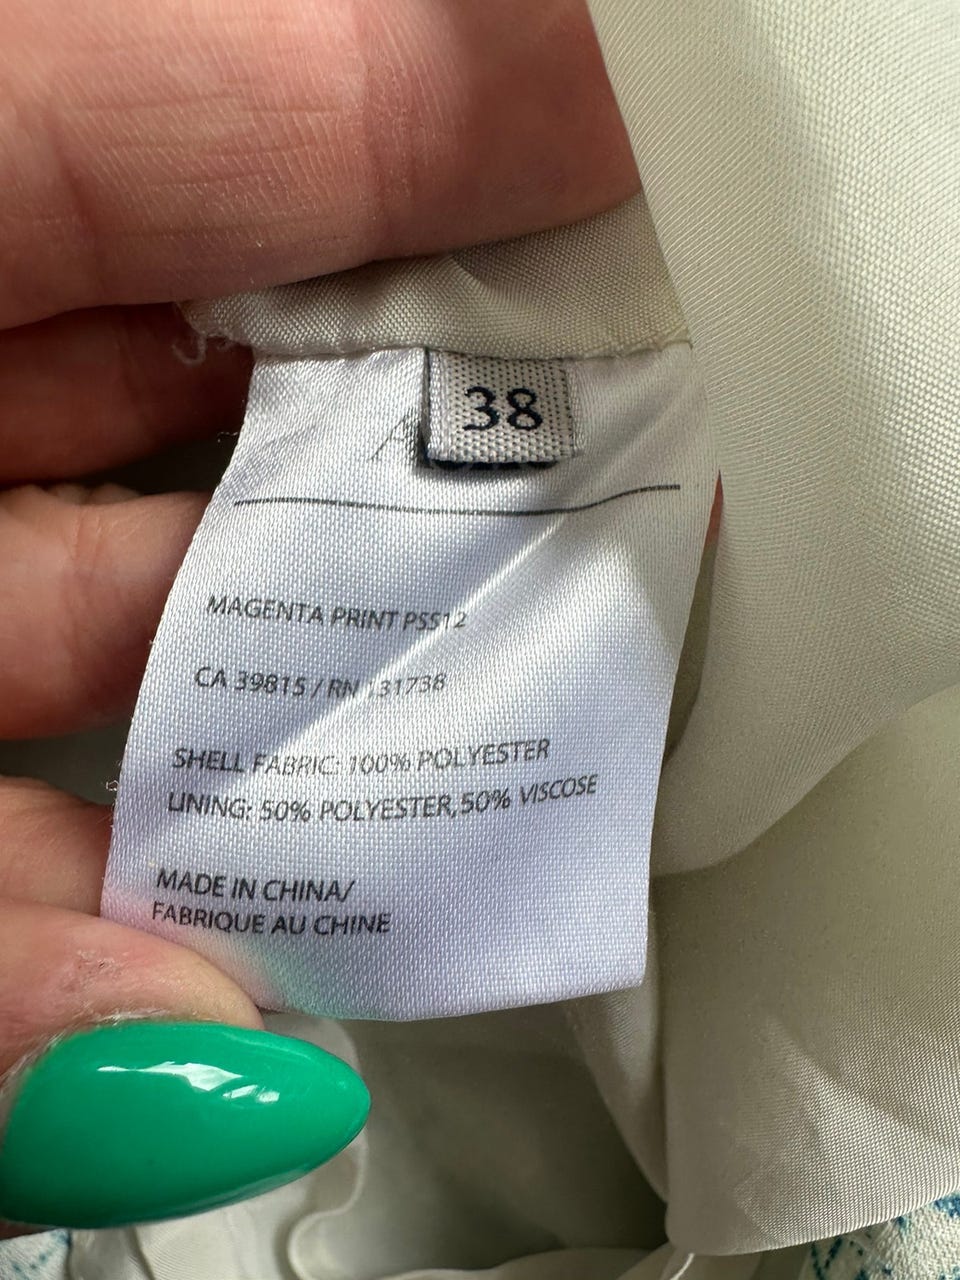 38
MAGENTA PRINT PSS12
CA 39815 / RN 131738
SHELL FABRIC: 100% POLYESTER
LINING: 50% POLYESTER, 50% VISCOSE
MADE IN CHINA/
FABRIQUE AU CHINE